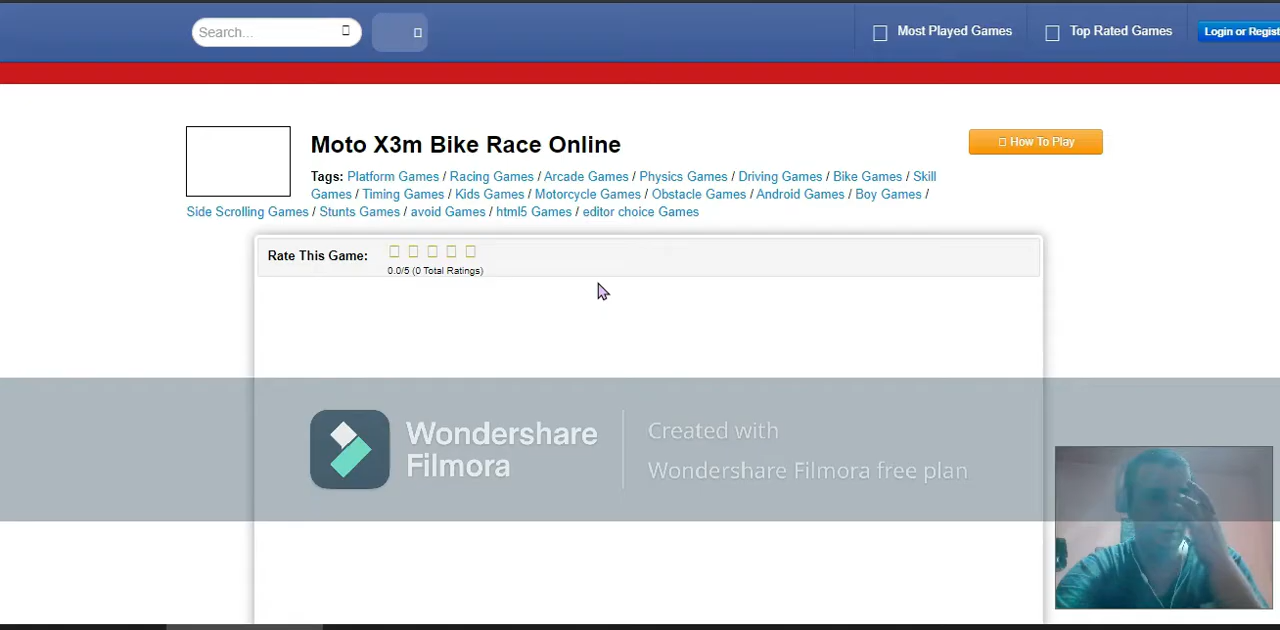 Search...
Most Played Games
Top Rated Games
Login or Regist
Moto X3m Bike Race Online
How To Play
Tags: Platform Games / Racing Games / Arcade Games / Physics Games / Driving Games / Bike Games / Skill
Games / Timing Games / Kids Games / Motorcycle Games / Obstacle Games / Android Games / Boy Games /
Side Scrolling Games / Stunts Games / avoid Games / html5 Games / editor choice Games
Rate This Game:
0.0/5 (0 Total Ratings)
Wondershare
Filmora
Created with
Wondershare Filmora free plan